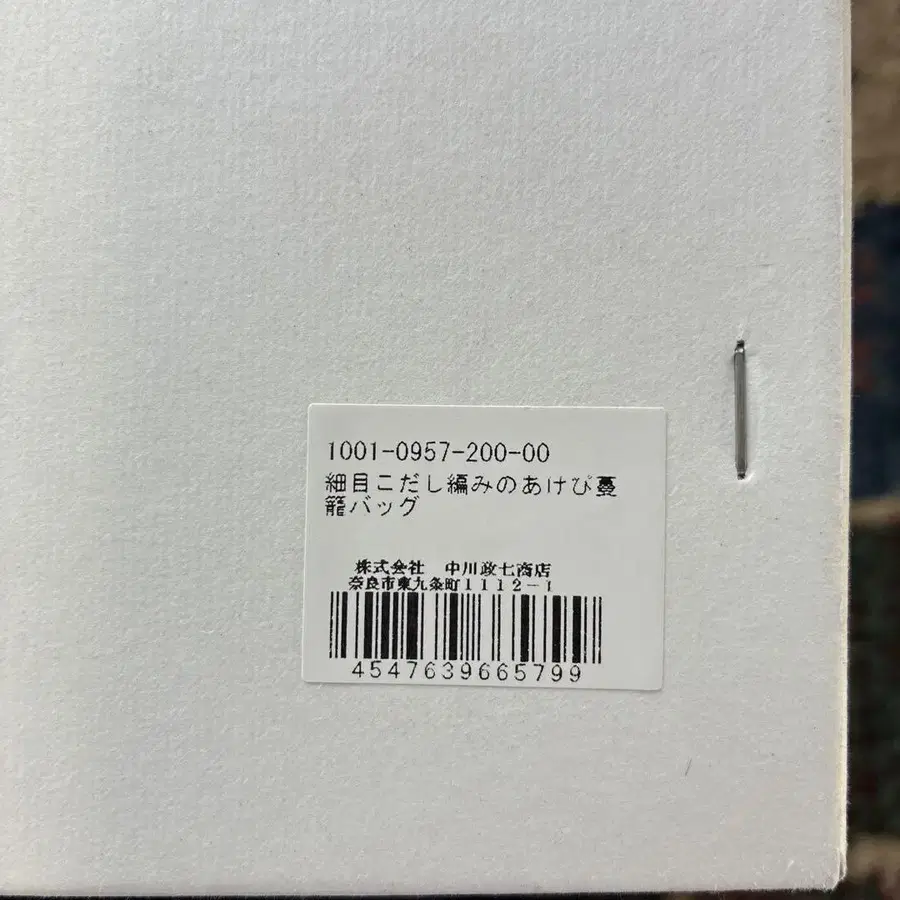 1001-0957-200-00
細目こだし編みのあけび蔓
籠バッグ
株式会社　中川政七商店
奈良市東九条町１１１２－１
4547639665799